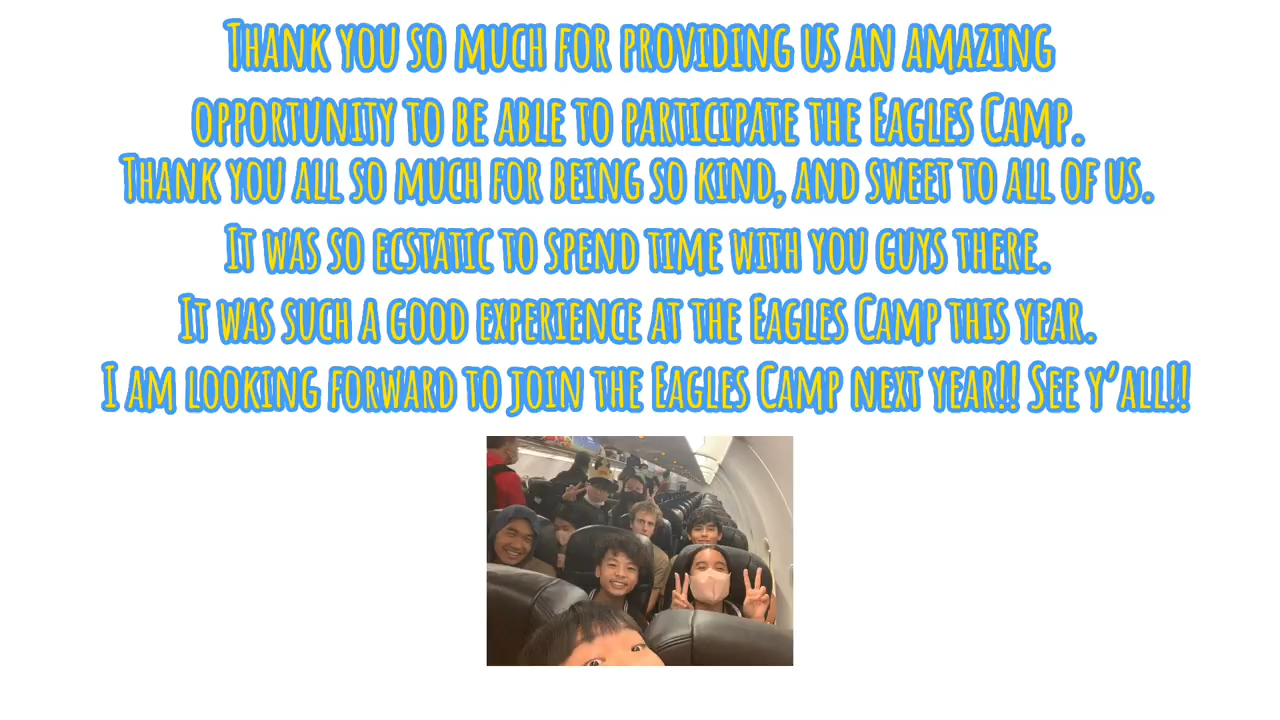 Thank you so much for providing us an amazing
opportunity to be able to participate the Eagles Camp.
Thank you all so much for being so kind, and sweet to all of us.
It was so ecstatic to spend time with you guys there.
It was such a good experience at the Eagles Camp this year.
I am looking forward to join the Eagles Camp next year!! See y'all!!